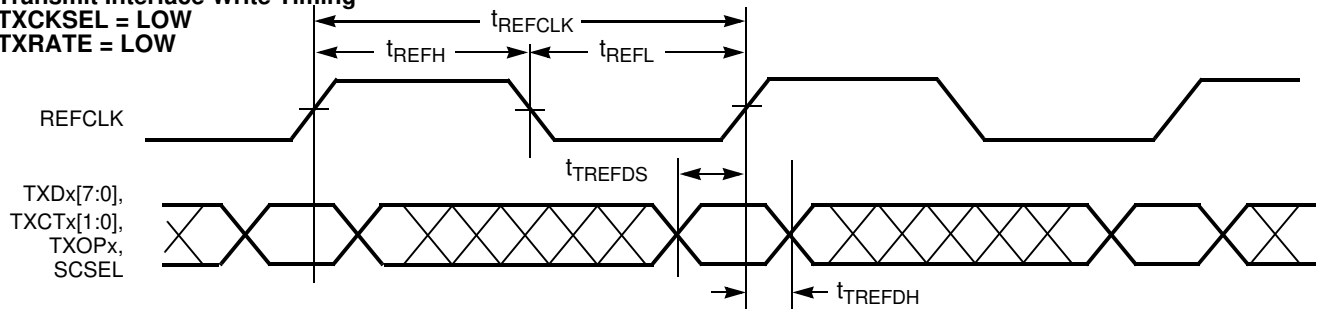 Transmit Interface Write Timing
TXCKSEL = LOW
TXRATE = LOW
tREFCLK
tREFH
tREFL
REFCLK
tTREFDS
TXDx[7:0],
TXCTx[1:0],
TXOPx,
SCSEL
tTREFDH